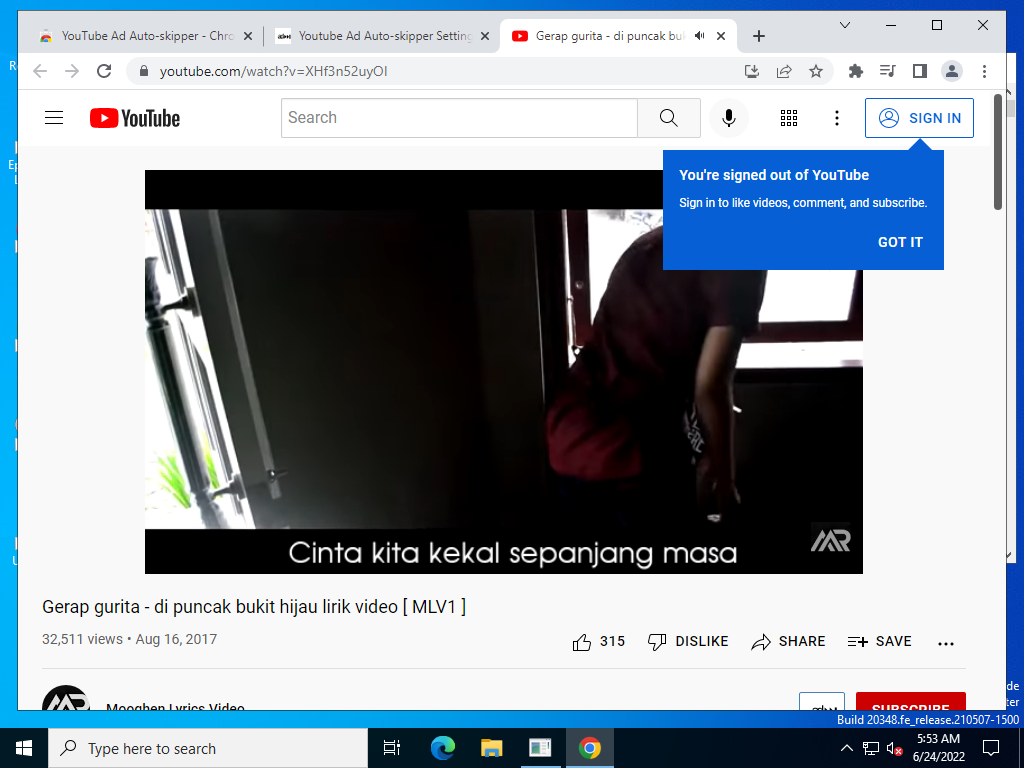 YouTube Ad Auto-skipper - Chro
Youtube Ad Auto-skipper Setting
Gerap gurita - di puncak buk
youtube.com/watch?v=XHf3n52uyOI
YouTube
Search
SIGN IN
You're signed out of YouTube
Sign in to like videos, comment, and subscribe.
GOT IT
Cinta kita kekal sepanjang masa
MR
Gerap gurita - di puncak bukit hijau lirik video [ MLV1 ]
32,511 views • Aug 16, 2017
315
DISLIKE
SHARE
SAVE
Mooghen Lyrics Video
SUBSCRIBE
Build 20348.fe_release.210507-1500
Type here to search
5:53 AM
6/24/2022